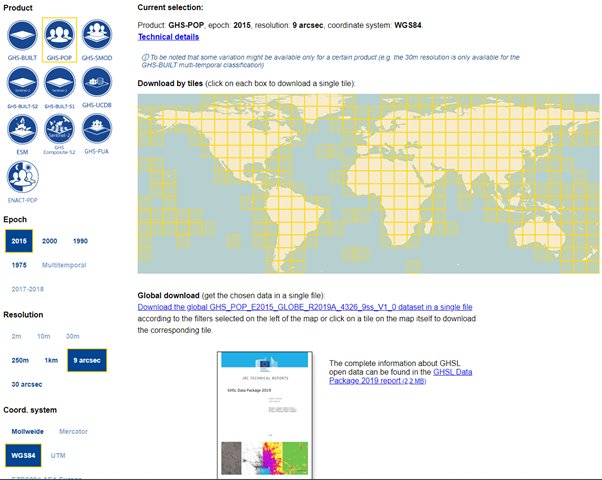 Product
GHS-BUILT GHS-POP GHS-SMOD
GHS-BUILT-S2 GHS-BUILT-S1 GHS-UCDB
ESM GHS Composite-S2 GHS-FUA
ENACT-POP
Epoch
2015 2000 1990
1975 Multitemporal
2017-2018
Resolution
2m 10m 30m
250m 1km 9 arcsec
30 arcsec
Coord. system
Mollweide Mercator
WGS84 UTM
Current selection:
Product: GHS-POP, epoch: 2015, resolution: 9 arcsec, coordinate system: WGS84.
Technical details
To be noted that some variation might be available only for a certain product (e.g. the 30m resolution is only available for the
GHS-BUILT multi-temporal classification)
Download by tiles (click on each box to download a single tile):
Global download (get the chosen data in a single file):
Download the global GHS_POP_E2015_GLOBE_R2019A_4326_9ss_V1_0 dataset in a single file
according to the filters selected on the left of the map or click on a tile on the map itself to download
the corresponding tile.
JRC TECHNICAL REPORTS
GHSL Data Package 2019
The complete information about GHSL
open data can be found in the GHSL Data
Package 2019 report (2,2 MB)